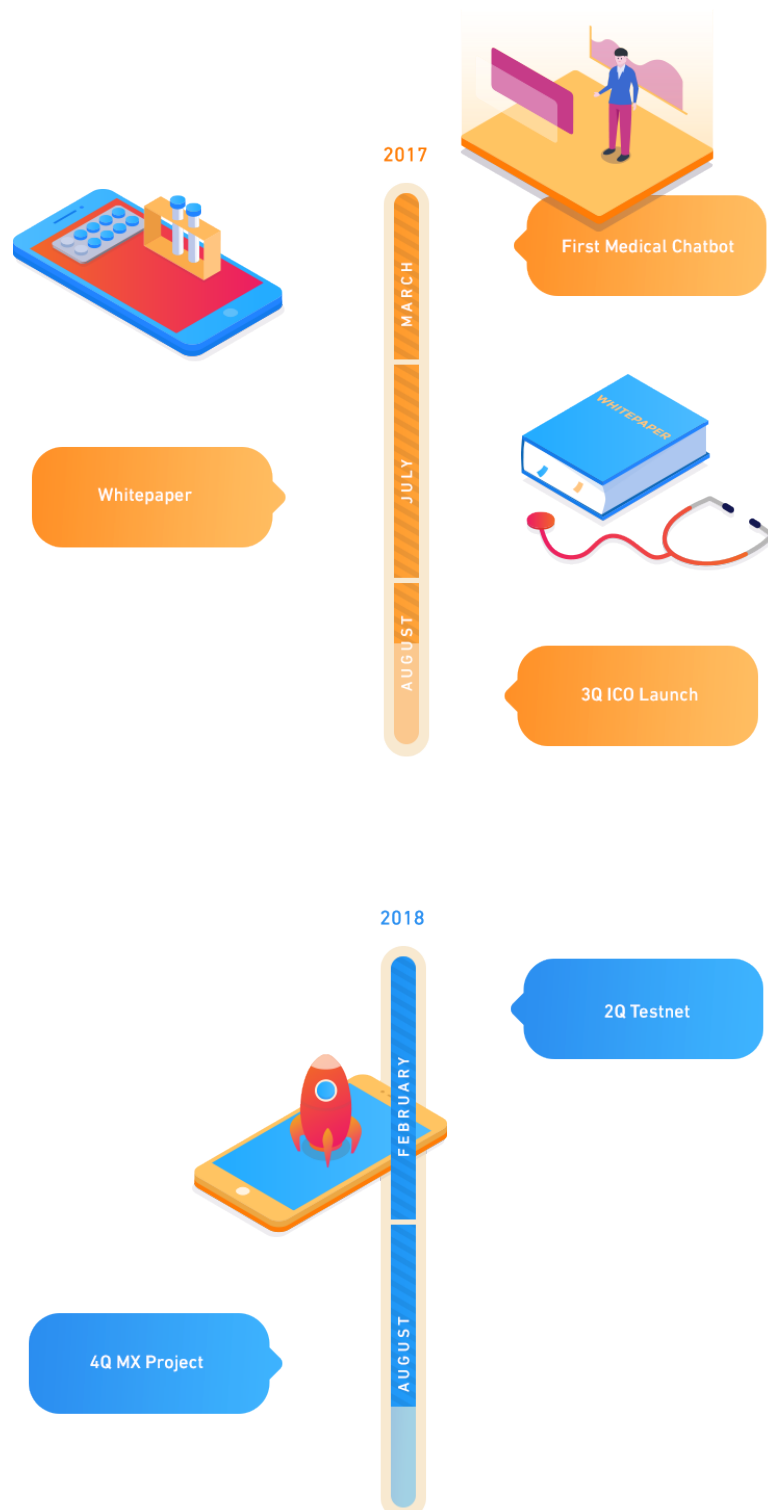 2017
MARCH
First Medical Chatbot
WHITEPAPER
JULY
Whitepaper
AUGUST
3Q ICO Launch
2018
2Q Testnet
FEBRUARY
AUGUST
4Q MX Project